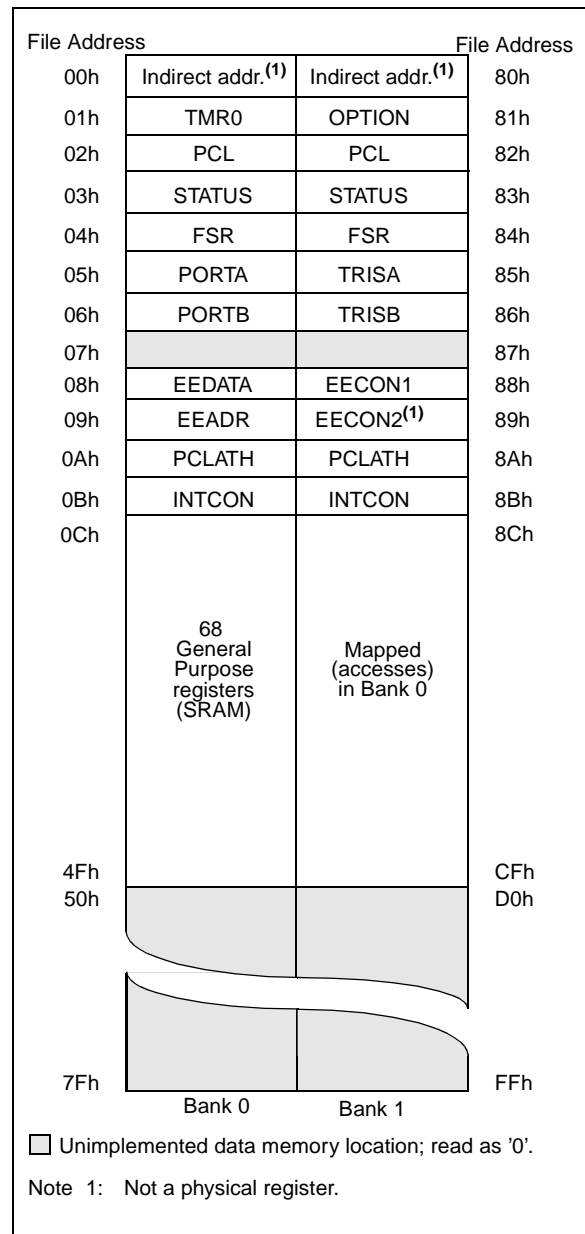 File Address File Address
00h Indirect addr.(1) Indirect addr.(1) 80h
01h TMR0 OPTION 81h
02h PCL PCL 82h
03h STATUS STATUS 83h
04h FSR FSR 84h
05h PORTA TRISA 85h
06h PORTB TRISB 86h
07h 87h
08h EEDATA EECON1 88h
09h EEADR EECON2(1) 89h
0Ah PCLATH PCLATH 8Ah
0Bh INTCON INTCON 8Bh
0Ch 8Ch
68
General
Purpose
registers
(SRAM)
Mapped
(accesses)
in Bank 0
4Fh CFh
50h D0h
7Fh FFh
Bank 0 Bank 1
Unimplemented data memory location; read as '0'.
Note 1: Not a physical register.